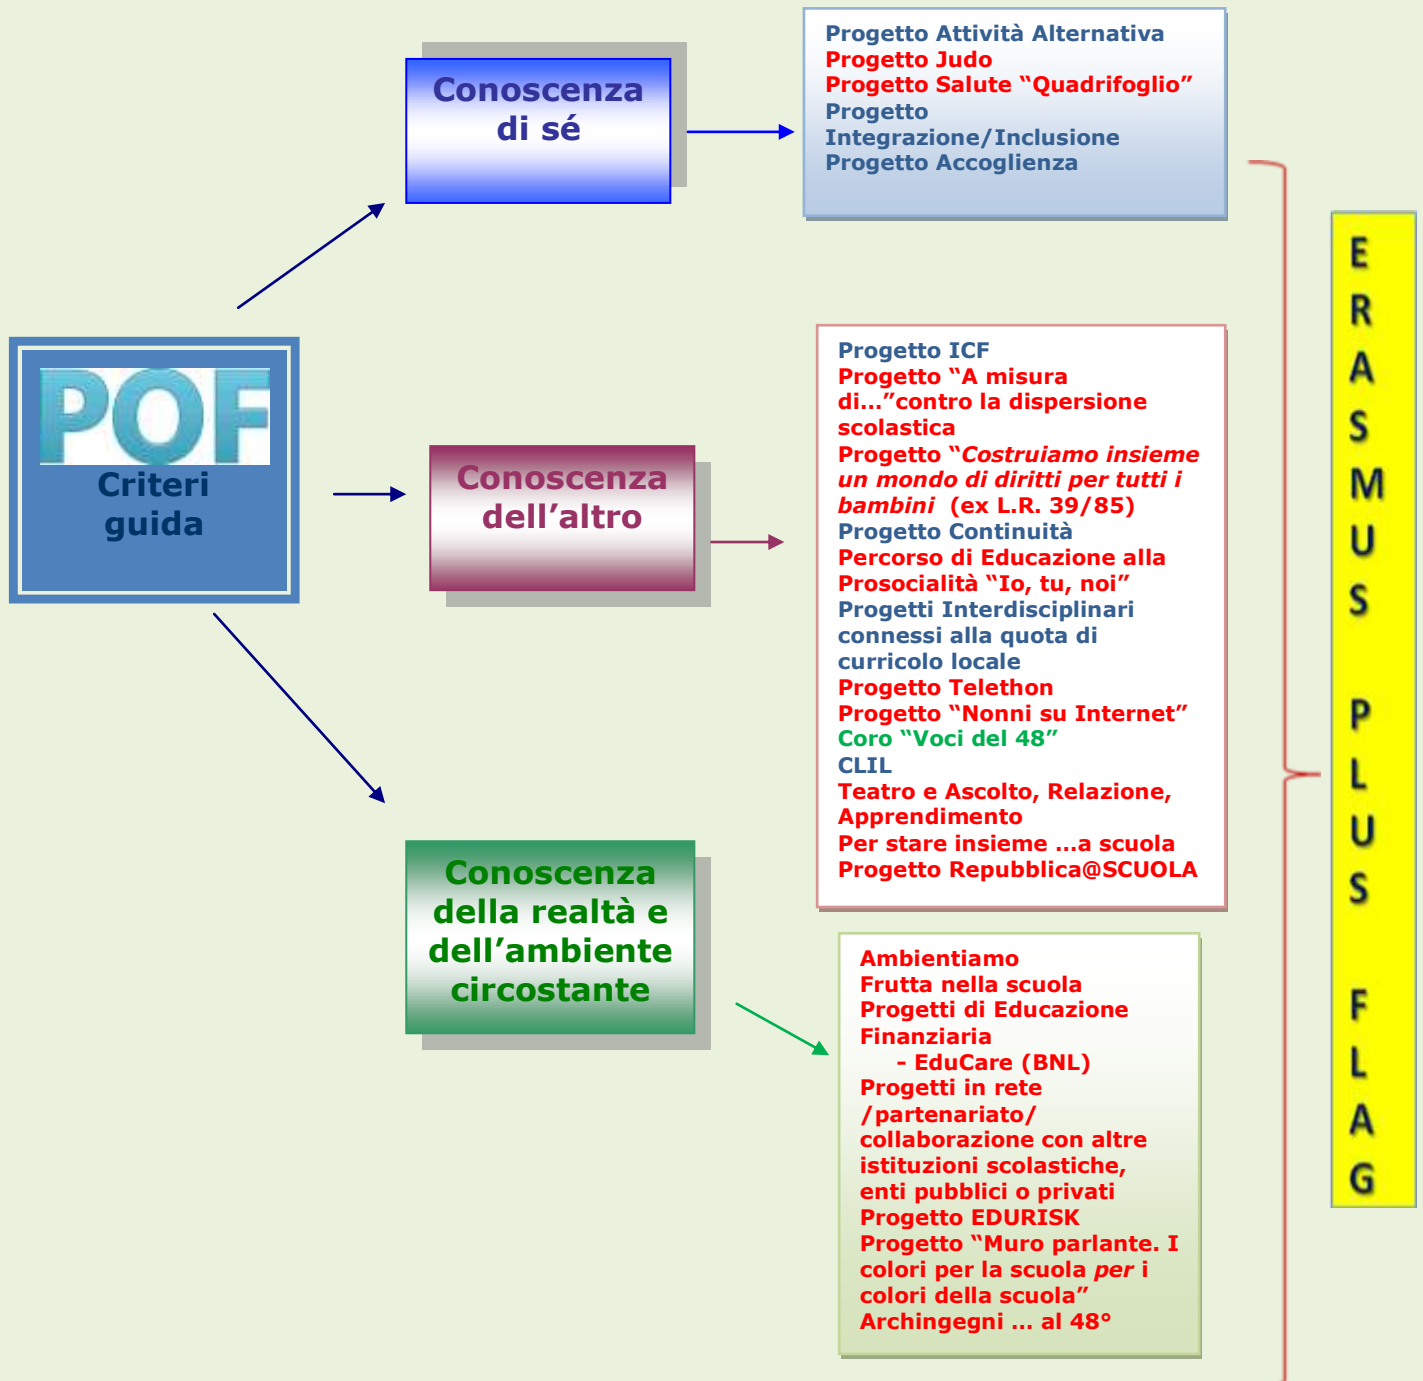 POF
Criteri
guida
Conoscenza
di sé
Progetto Attività Alternativa
Progetto Judo
Progetto Salute “Quadrifoglio”
Progetto
Integrazione/Inclusione
Progetto Accoglienza
Conoscenza
dell’altro
Progetto ICF
Progetto “A misura
di…”contro la dispersione
scolastica
Progetto “Costruiamo insieme
un mondo di diritti per tutti i
bambini (ex L.R. 39/85)
Progetto Continuità
Percorso di Educazione alla
Prosocialità “Io, tu, noi”
Progetti Interdisciplinari
connessi alla quota di
curricolo locale
Progetto Telethon
Progetto “Nonni su Internet”
Coro “Voci del 48”
CLIL
Teatro e Ascolto, Relazione,
Apprendimento
Per stare insieme …a scuola
Progetto Repubblica@SCUOLA
Conoscenza
della realtà e
dell’ambiente
circostante
Ambientiamo
Frutta nella scuola
Progetti di Educazione
Finanziaria
- EduCare (BNL)
Progetti in rete
/partenariato/
collaborazione con altre
istituzioni scolastiche,
enti pubblici o privati
Progetto EDURISK
Progetto “Muro parlante. I
colori per la scuola per i
colori della scuola”
Archingegni … al 48°
ERASMUS PLUS FLAG